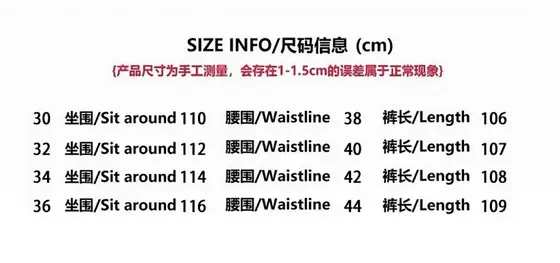 SIZE INFO/尺码信息 (cm)
{产品尺寸为手工测量，会存在1-1.5cm的误差属于正常现象}
30 坐围/Sit around 110 腰围/Waistline 38 裤长/Length 106
32 坐围/Sit around 112 腰围/Waistline 40 裤长/Length 107
34 坐围/Sit around 114 腰围/Waistline 42 裤长/Length 108
36 坐围/Sit around 116 腰围/Waistline 44 裤长/Length 109